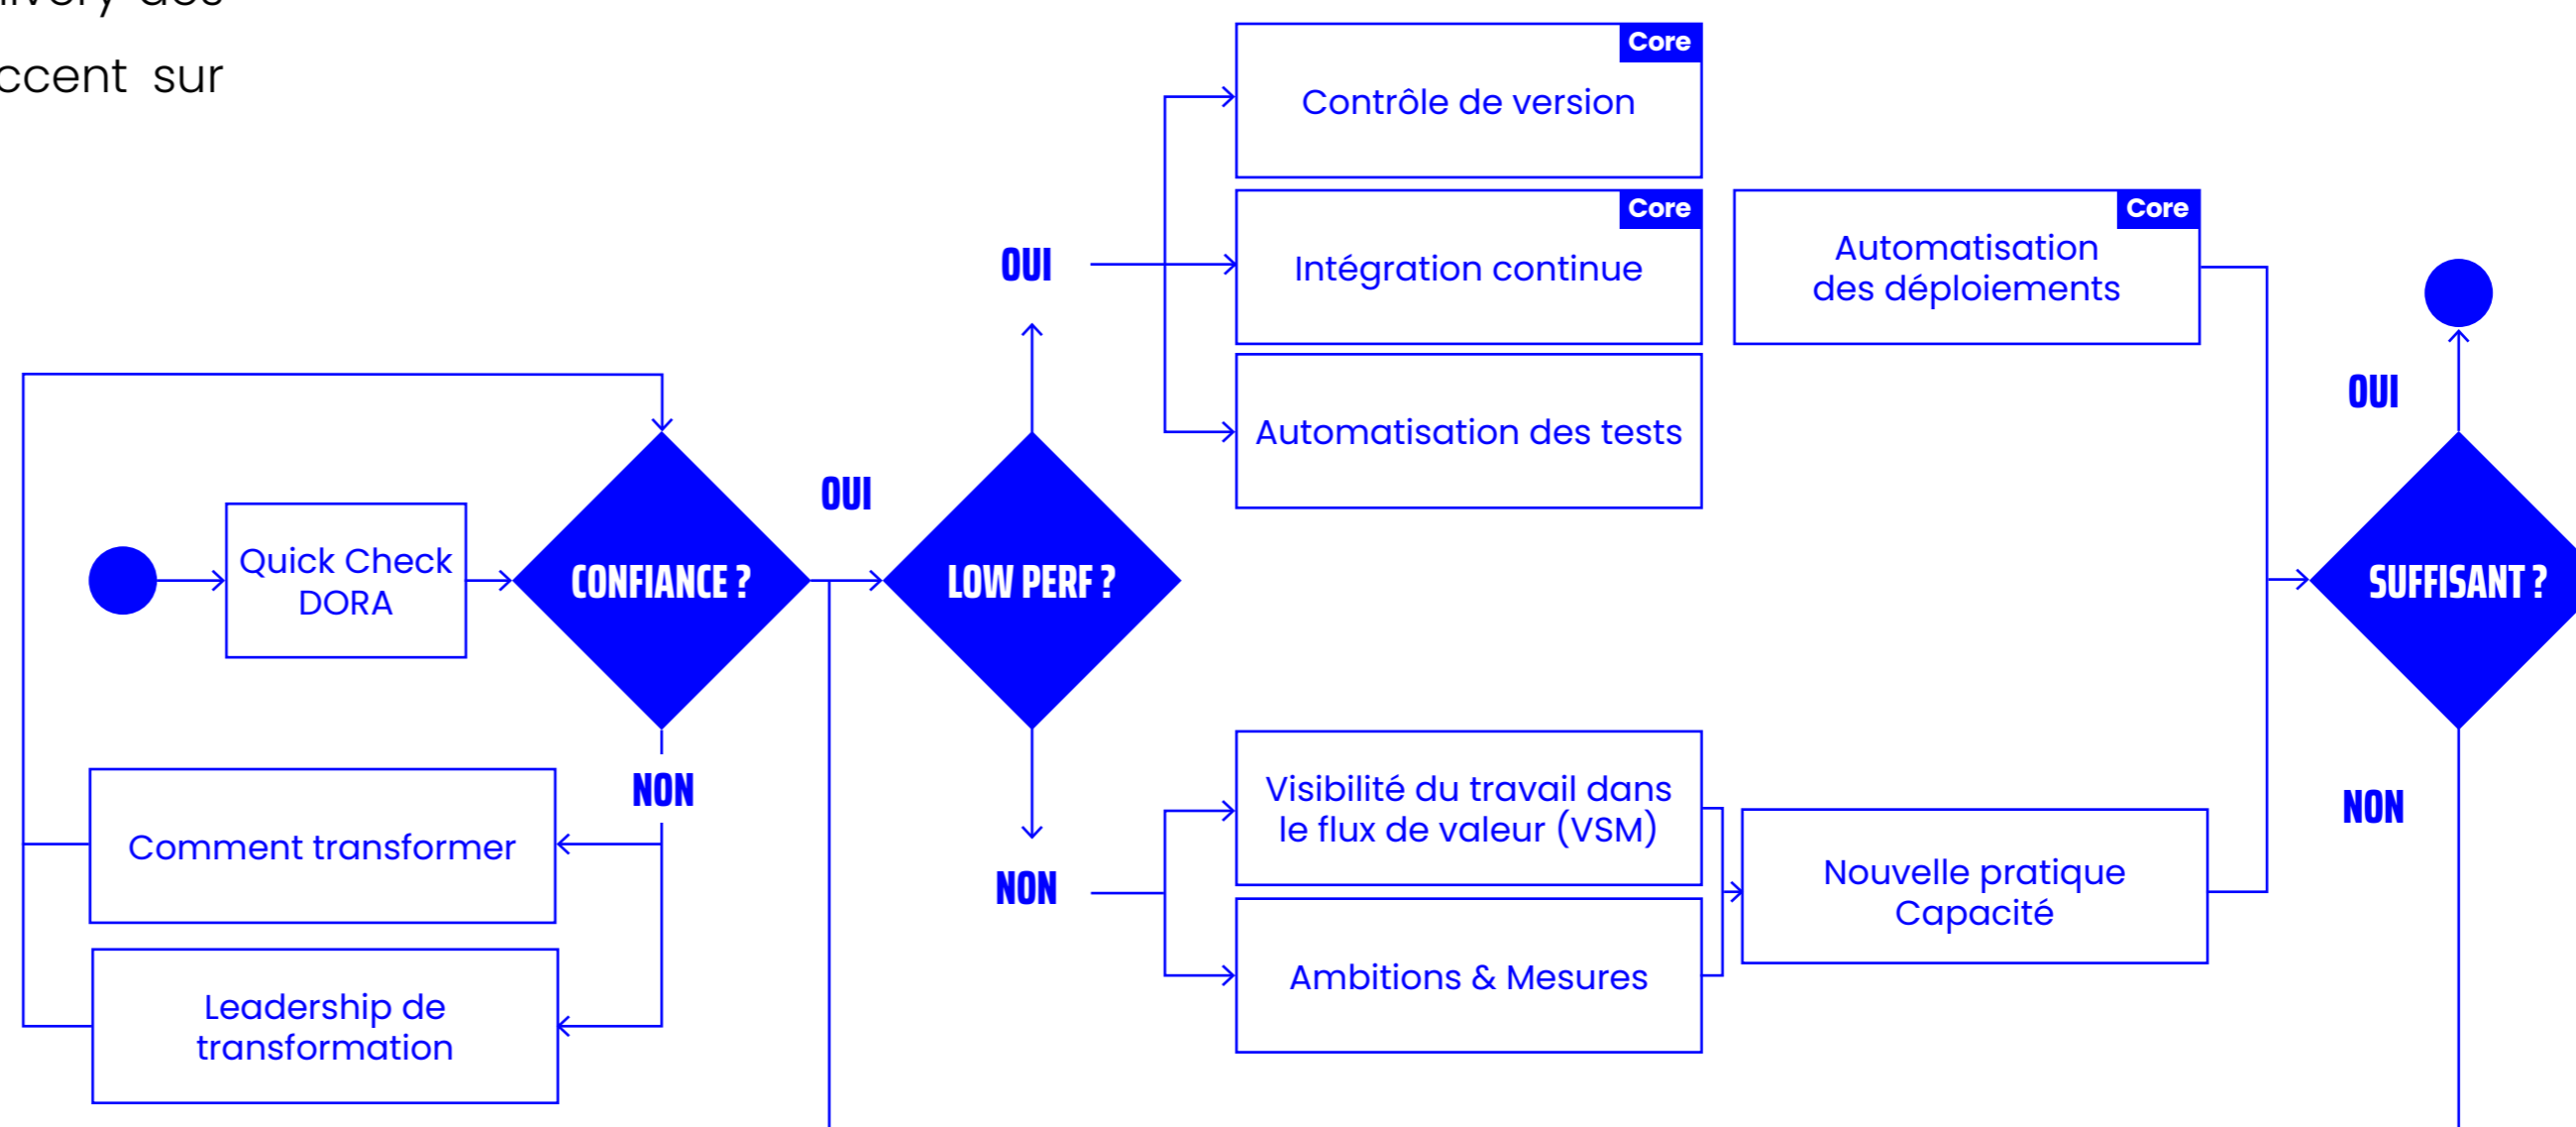 ccent sur
Core
Contrôle de version
Core
Intégration continue
Core
Automatisation
des déploiements
OUI
Automatisation des tests
OUI
OUI
Quick Check
DORA
CONFIANCE ?
LOW PERF ?
SUFFISANT ?
NON
Comment transformer
Leadership de
transformation
NON
Visibilité du travail dans
le flux de valeur (VSM)
Ambitions & Mesures
Nouvelle pratique
Capacité
NON